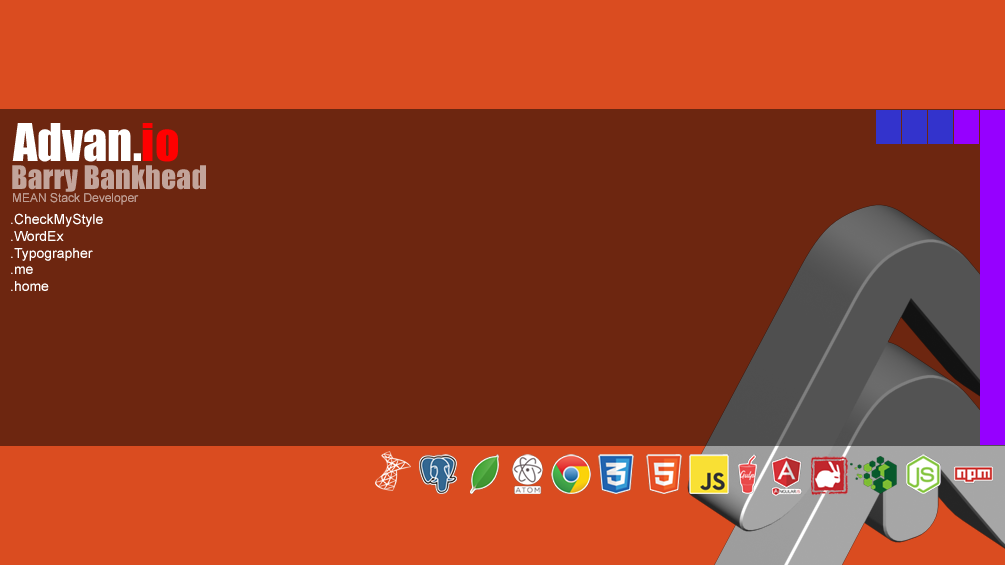 Advan.io
Barry Bankhead
MEAN Stack Developer
.CheckMyStyle
.WordEx
.Typographer
.me
.home
ATOM
3
5
JS
Gulp
A
ANGULARJS
JS
npm